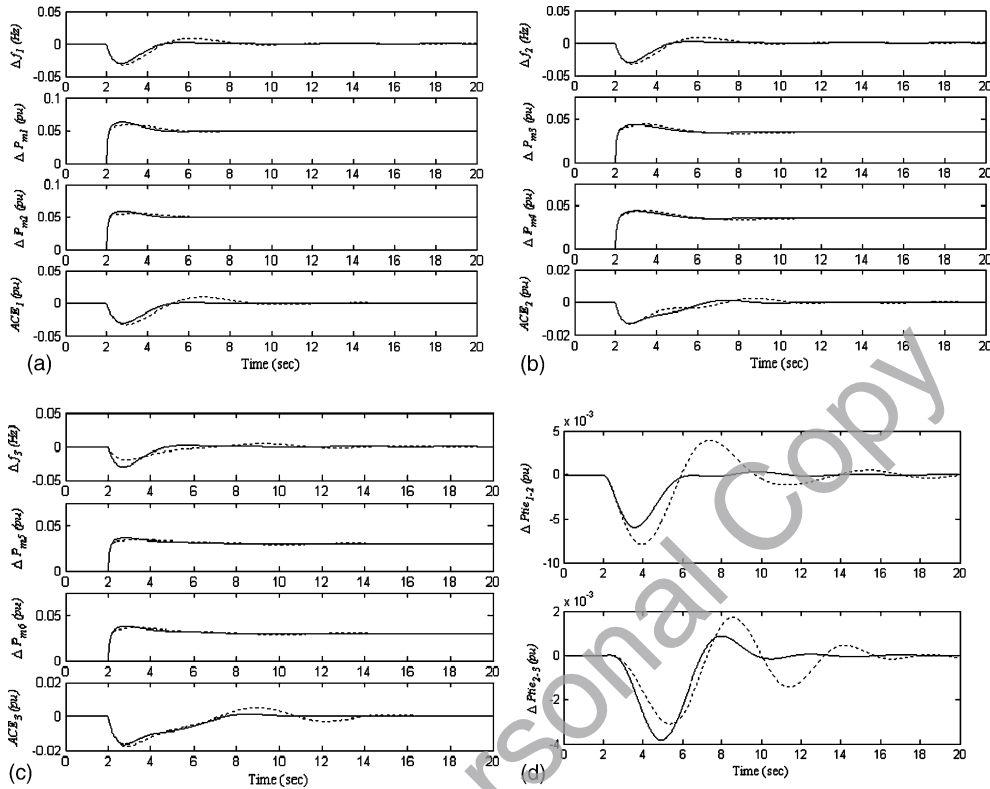 0.05
Δf1 (Hz)
0
-0.05
0 2 4 6 8 10 12 14 16 18 20
0.1
Δ Pm1 (pu)
0.05
0
0 2 4 6 8 10 12 14 16 18 20
0.1
Δ Pm2 (pu)
0.05
0
0 2 4 6 8 10 12 14 16 18 20
0.05
ACE1 (pu)
0
-0.05
0 2 4 6 8 10 12 14 16 18 20
Time (sec)
(a)
0.05
Δf2 (Hz)
0
-0.05
0 2 4 6 8 10 12 14 16 18 20
Δ Pm3 (pu)
0.05
0
0 2 4 6 8 10 12 14 16 18 20
Δ Pm4 (pu)
0.05
0
0 2 4 6 8 10 12 14 16 18 20
0.02
ACE2 (pu)
0
-0.02
0 2 4 6 8 10 12 14 16 18 20
Time (sec)
(b)
0.05
Δf3 (Hz)
0
-0.05
0 2 4 6 8 10 12 14 16 18 20
Δ Pm5 (pu)
0.05
0
0 2 4 6 8 10 12 14 16 18 20
Δ Pm6 (pu)
0.05
0
0 2 4 6 8 10 12 14 16 18 20
0.02
ACE3 (pu)
0
-0.02
0 2 4 6 8 10 12 14 16 18 20
Time (sec)
(c)
x 10-3
5
Δ Ptie1-2 (pu)
0
-5
-10
0 2 4 6 8 10 12 14 16 18 20
x 10-3
2
0
Δ Ptie2-3 (pu)
-2
-4
0 2 4 6 8 10 12 14 16 18 20
Time (sec)
(d)
rsonal Copy